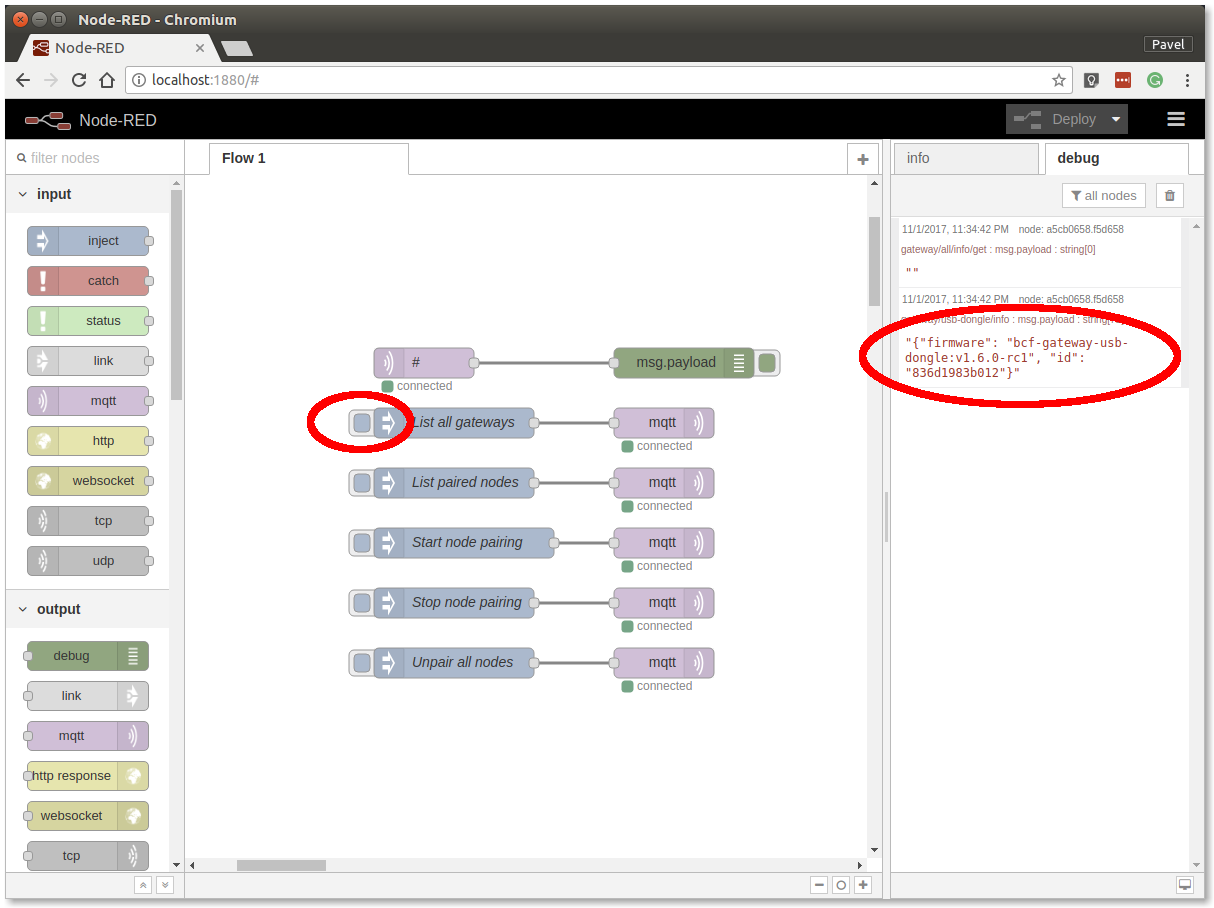 Node-RED - Chromium
Node-RED
Pavel
localhost:1880/#
Node-RED
Deploy
filter nodes
input
inject
catch
status
link
mqtt
http
websocket
tcp
udp
output
debug
link
mqtt
http response
websocket
tcp
Flow 1
#
connected
msg.payload
List all gateways
mqtt
connected
List paired nodes
mqtt
connected
Start node pairing
mqtt
connected
Stop node pairing
mqtt
connected
Unpair all nodes
mqtt
connected
info
debug
all nodes
11/1/2017, 11:34:42 PM node: a5cb0658.f5d658
gateway/all/info/get : msg.payload : string[0]
""
11/1/2017, 11:34:42 PM node: a5cb0658.f5d658
gateway/usb-dongle/info : msg.payload :
"{"firmware": "bcf-gateway-usb-
dongle:v1.6.0-rc1", "id":
"836d1983b012"}"